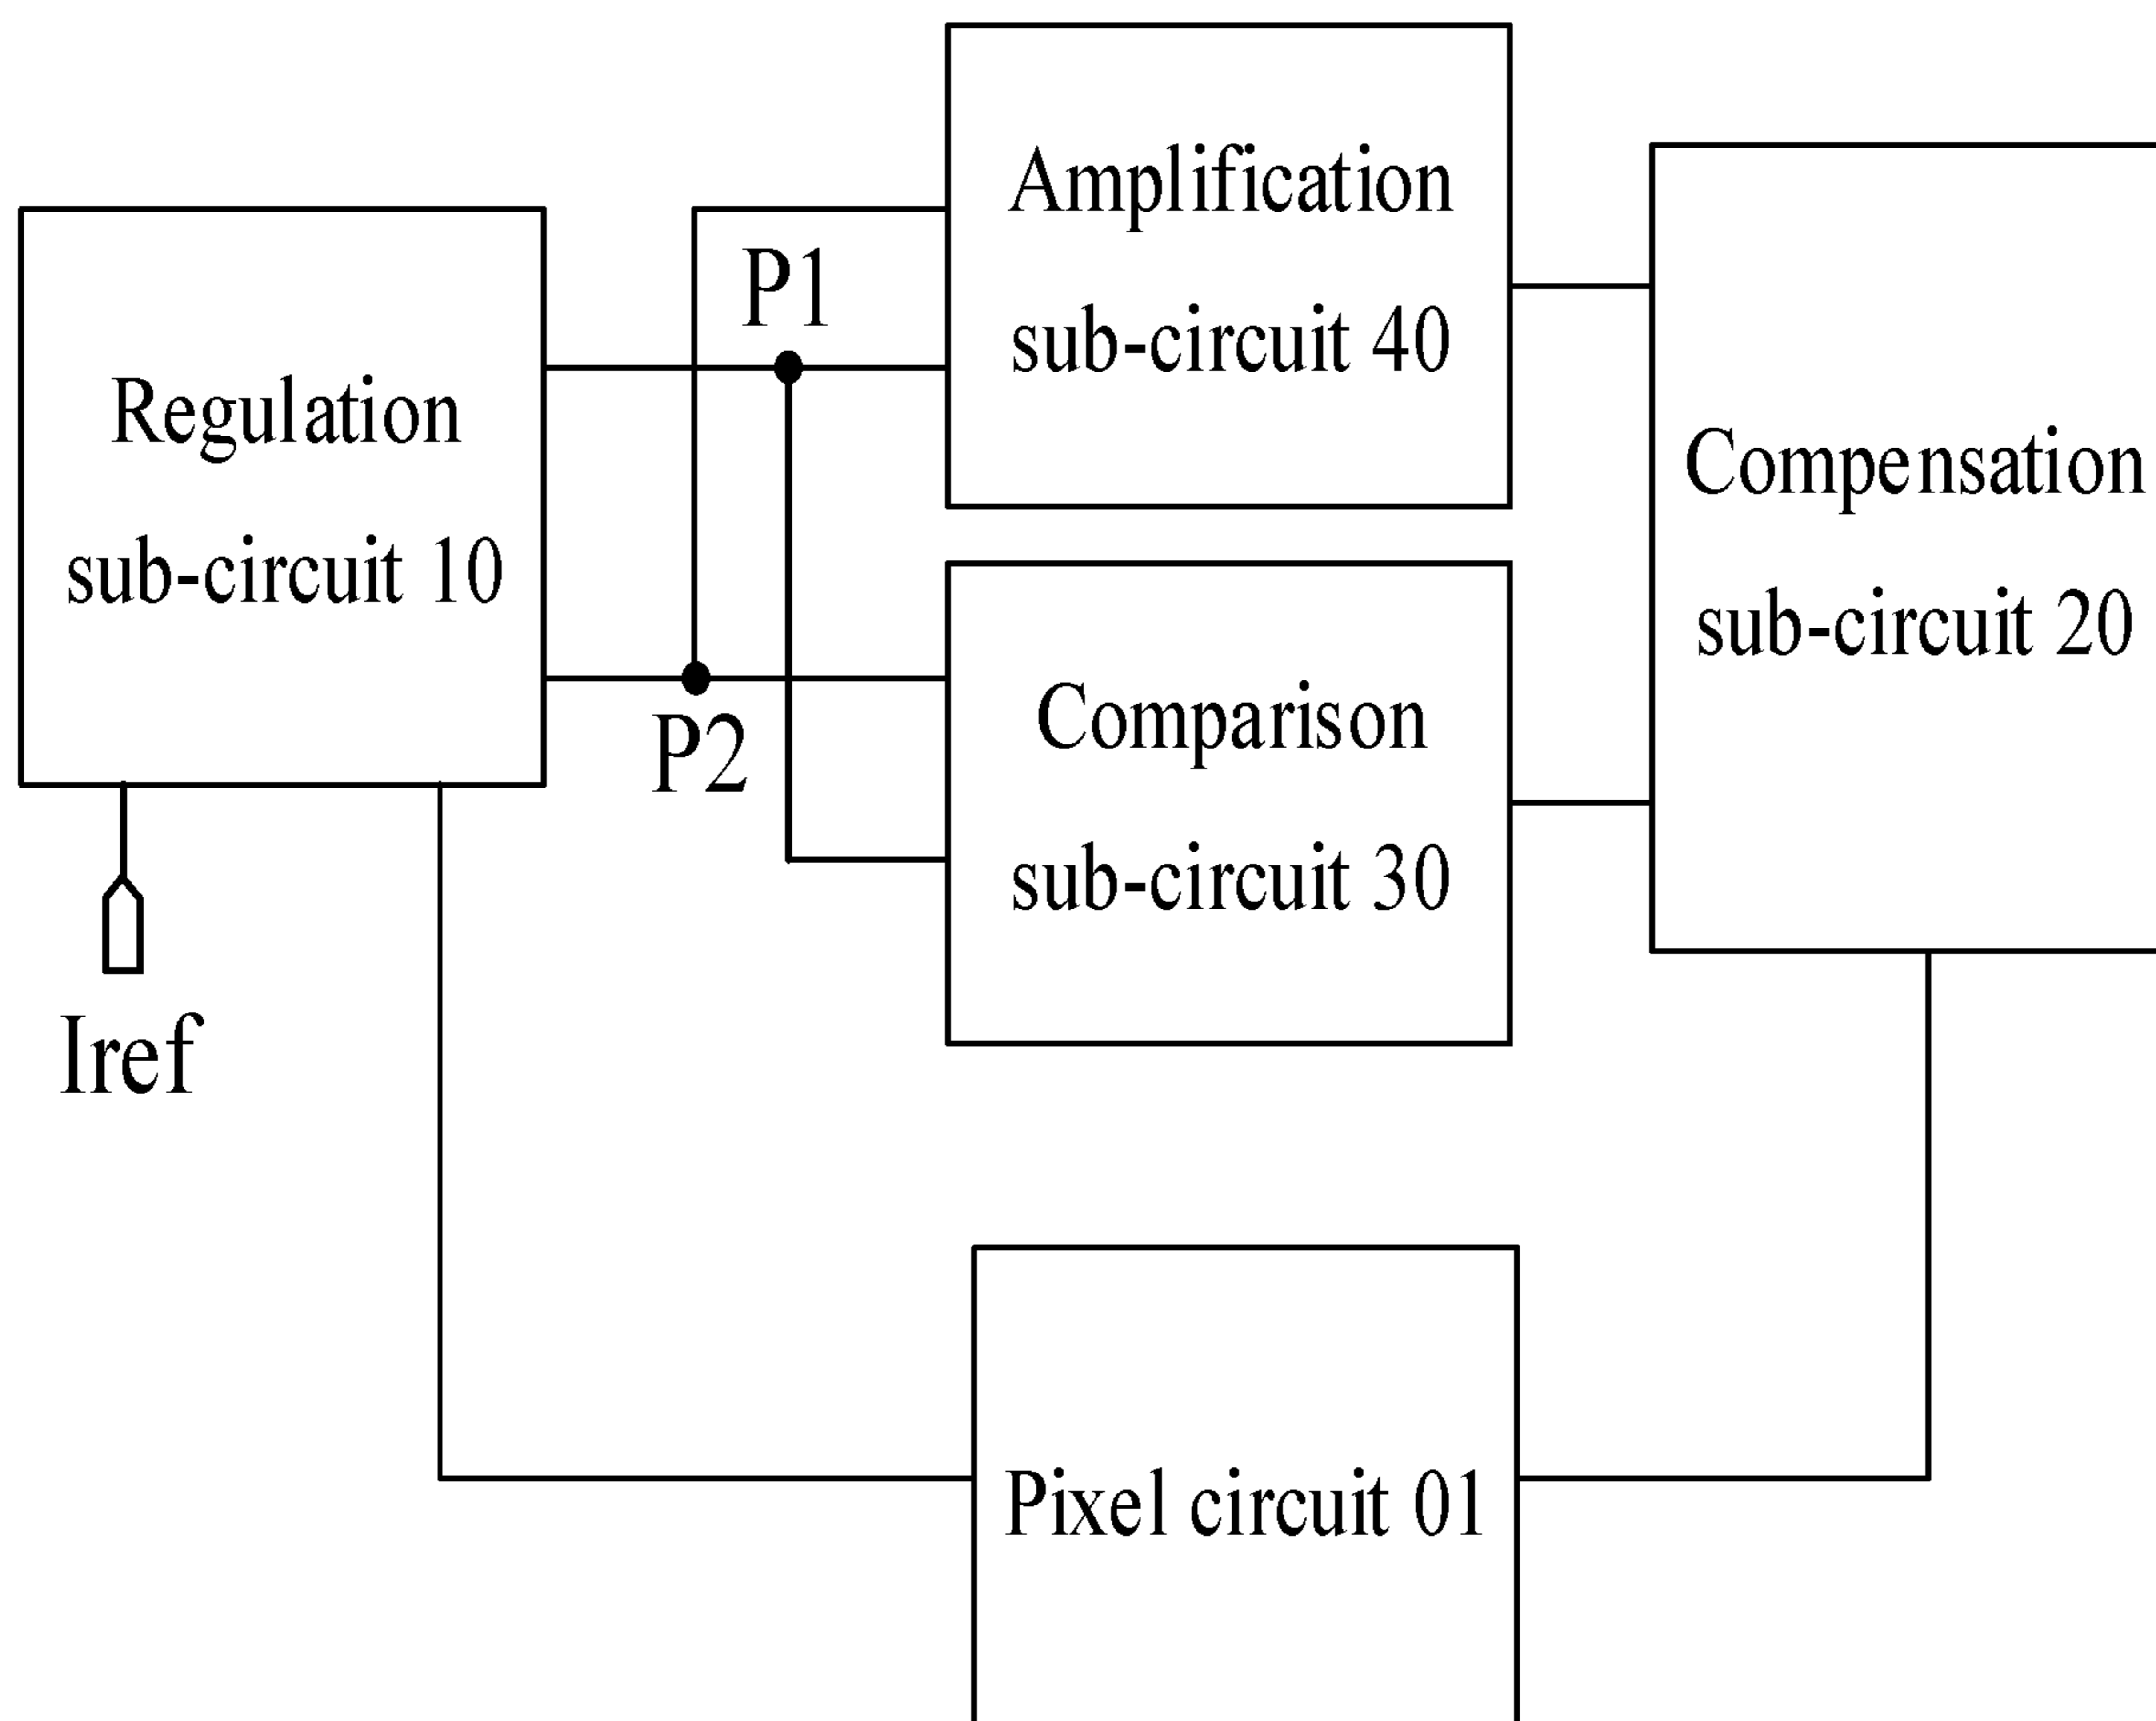 Amplification
sub-circuit 40
P1
Regulation
sub-circuit 10
Compensation
sub-circuit 20
P2
Comparison
sub-circuit 30
Iref
Pixel circuit 01